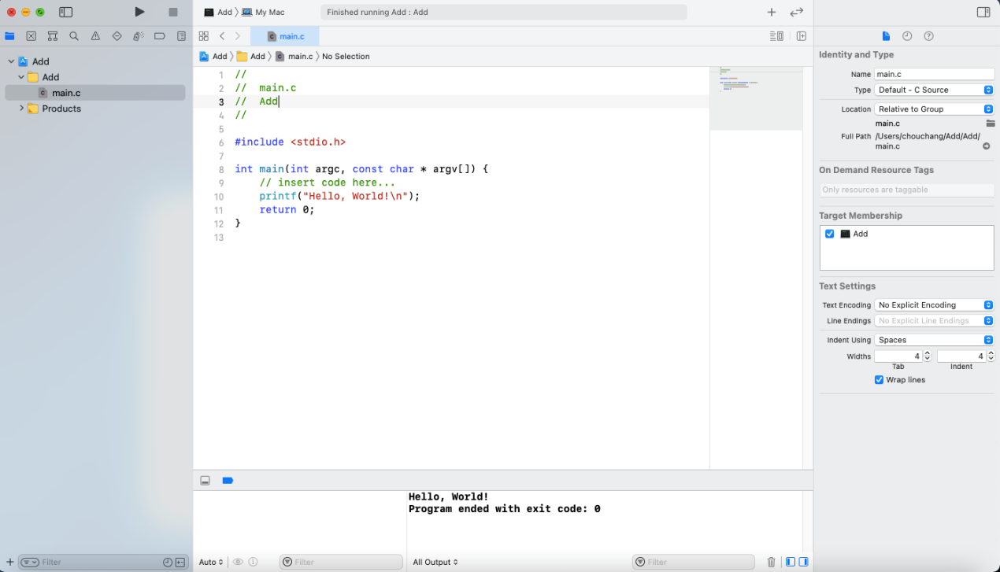 Add 〉 My Mac
Finished running Add : Add
main.c
Add 〉 Add 〉 main.c 〉 No Selection
Add
Add
main.c
Products
Filter
1 //
2 //  main.c
3 //  Add
4 //
5
6 #include <stdio.h>
7
8 int main(int argc, const char * argv[]) {
9     // insert code here...
10     printf("Hello, World!\n");
11     return 0;
12 }
13
Hello, World!
Program ended with exit code: 0
Auto
Filter
All Output
Filter
Identity and Type
Name main.c
Type Default - C Source
Location Relative to Group
main.c
Full Path /Users/chouchang/Add/Add/
main.c
On Demand Resource Tags
Only resources are taggable
Target Membership
Add
Text Settings
Text Encoding No Explicit Encoding
Line Endings No Explicit Line Endings
Indent Using Spaces
Widths 4 4
Tab Indent
Wrap lines